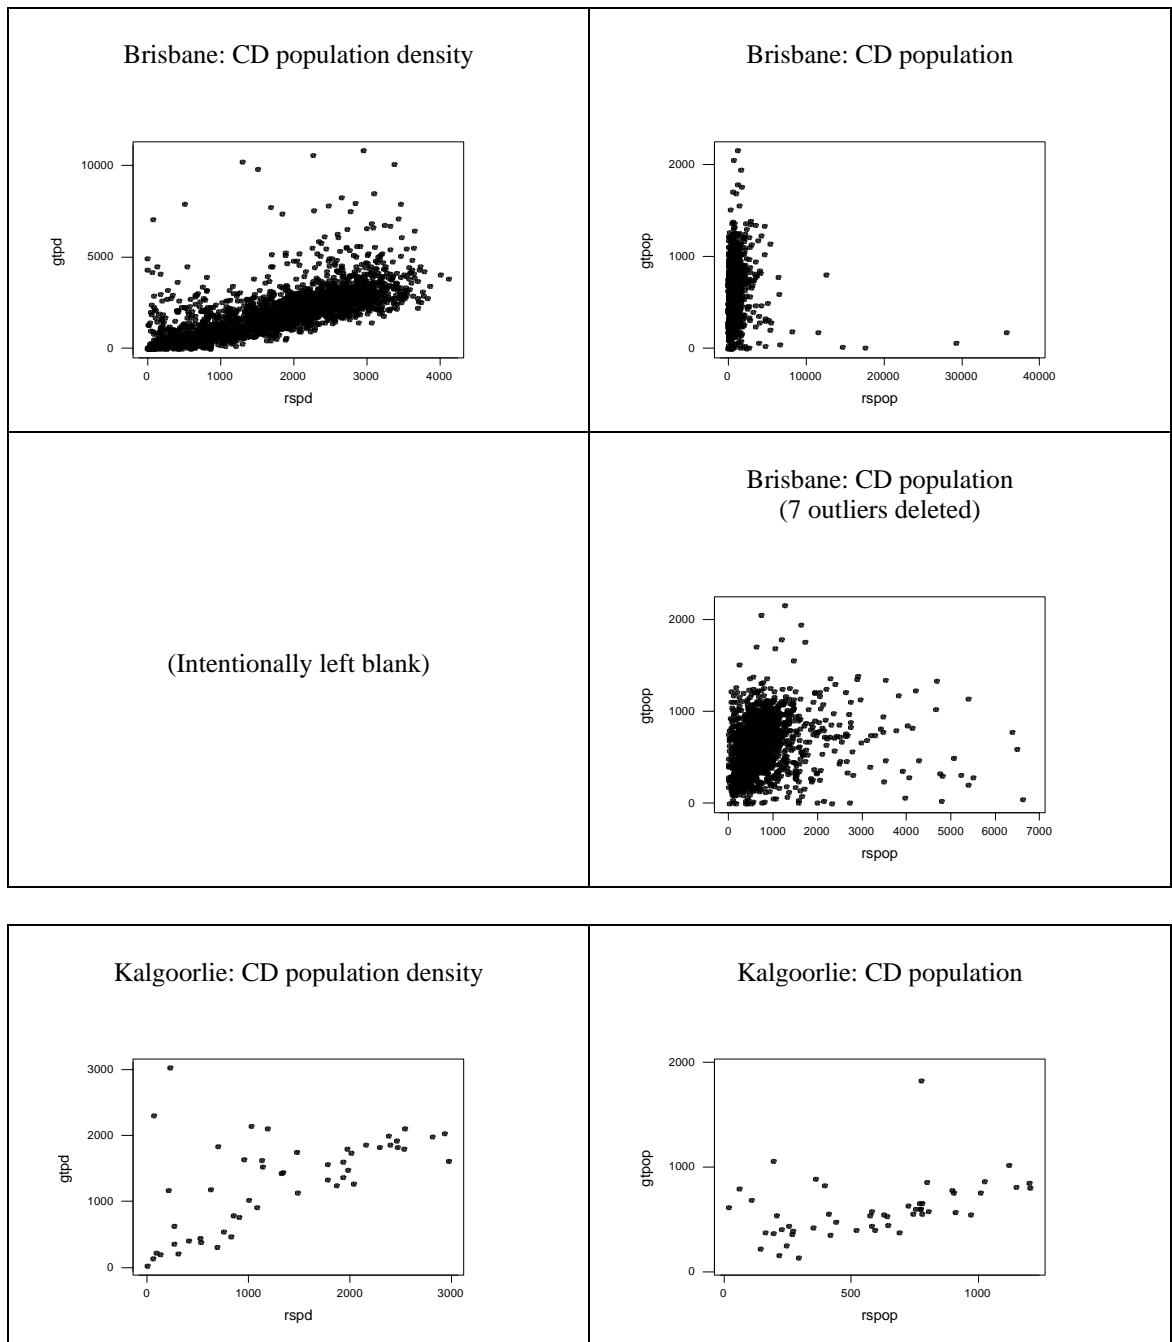 Brisbane: CD population density
10000
5000
0
gtpd
0 1000 2000 3000 4000
rspd
Brisbane: CD population
2000
1000
0
gtpop
0 10000 20000 30000 40000
rspop
(Intentionally left blank)
Brisbane: CD population
(7 outliers deleted)
2000
1000
0
gtpop
0 1000 2000 3000 4000 5000 6000 7000
rspop
Kalgoorlie: CD population density
3000
2000
1000
0
gtpd
0 1000 2000 3000
rspd
Kalgoorlie: CD population
2000
1000
0
gtpop
0 500 1000
rspop